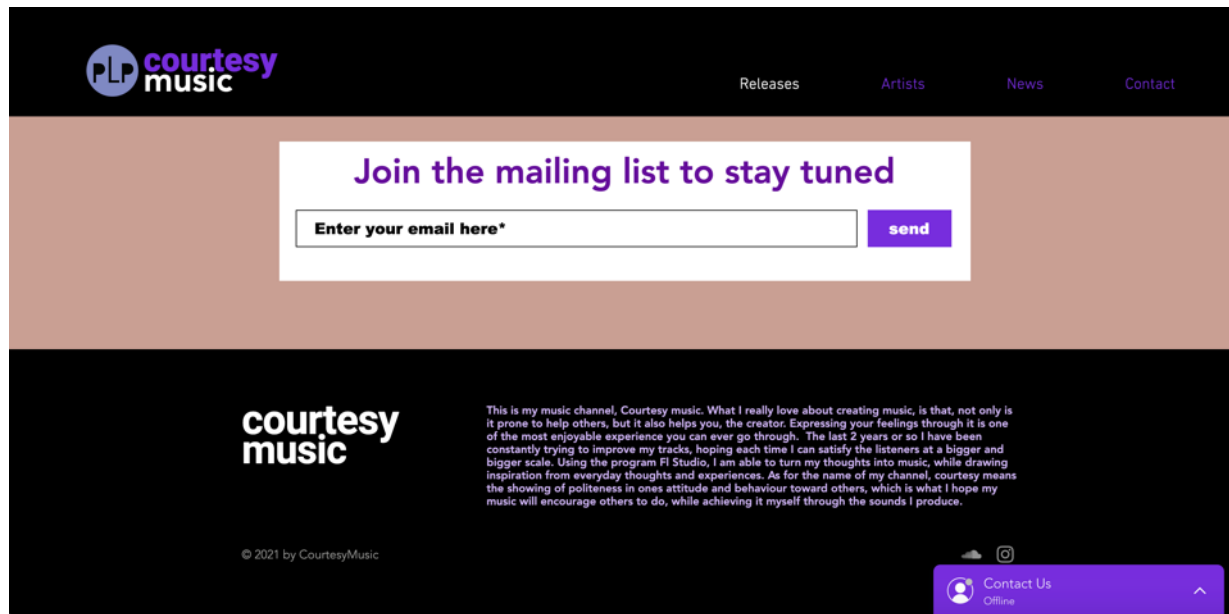 PLP courtesy
music
Releases Artists News Contact
Join the mailing list to stay tuned
Enter your email here*
send
courtesy
music
This is my music channel, Courtesy music. What I really love about creating music, is that, not only is
it prone to help others, but it also helps you, the creator. Expressing your feelings through it is one
of the most enjoyable experience you can ever go through. The last 2 years or so I have been
constantly trying to improve my tracks, hoping each time I can satisfy the listeners at a bigger and
bigger scale. Using the program Fl Studio, I am able to turn my thoughts into music, while drawing
inspiration from everyday thoughts and experiences. As for the name of my channel, courtesy means
the showing of politeness in ones attitude and behaviour toward others, which is what I hope my
music will encourage others to do, while achieving it myself through the sounds I produce.
© 2021 by CourtesyMusic
Contact Us
Offline